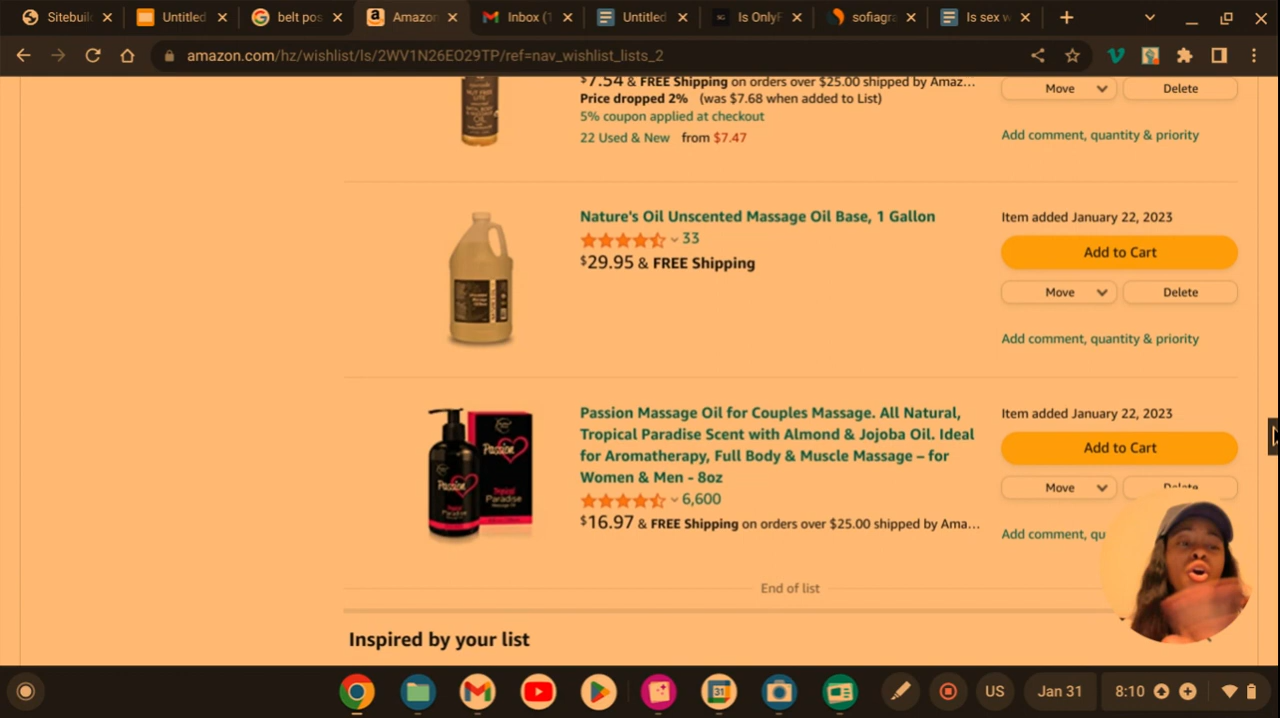 Sitebuil
Untitled
belt pos
Amazon
Inbox (1
Untitled
Is OnlyF
sofiagra
Is sex w
amazon.com/hz/wishlist/ls/2WV1N26EO29TP/ref=nav_wishlist_lists_2
$7.54 & FREE Shipping on orders over $25.00 shipped by Amaz...
Price dropped 2% (was $7.68 when added to List)
5% coupon applied at checkout
22 Used & New from $7.47
Move
Delete
Add comment, quantity & priority
Nature's Oil Unscented Massage Oil Base, 1 Gallon
33
$29.95 & FREE Shipping
Item added January 22, 2023
Add to Cart
Move
Delete
Add comment, quantity & priority
Passion
Passion
Tropical
Paradise
Passion Massage Oil for Couples Massage. All Natural,
Tropical Paradise Scent with Almond & Jojoba Oil. Ideal
for Aromatherapy, Full Body & Muscle Massage – for
Women & Men - 8oz
6,600
$16.97 & FREE Shipping on orders over $25.00 shipped by Ama...
Item added January 22, 2023
Add to Cart
Move
Delete
Add comment, qu
End of list
Inspired by your list
31
US
Jan 31
8:10